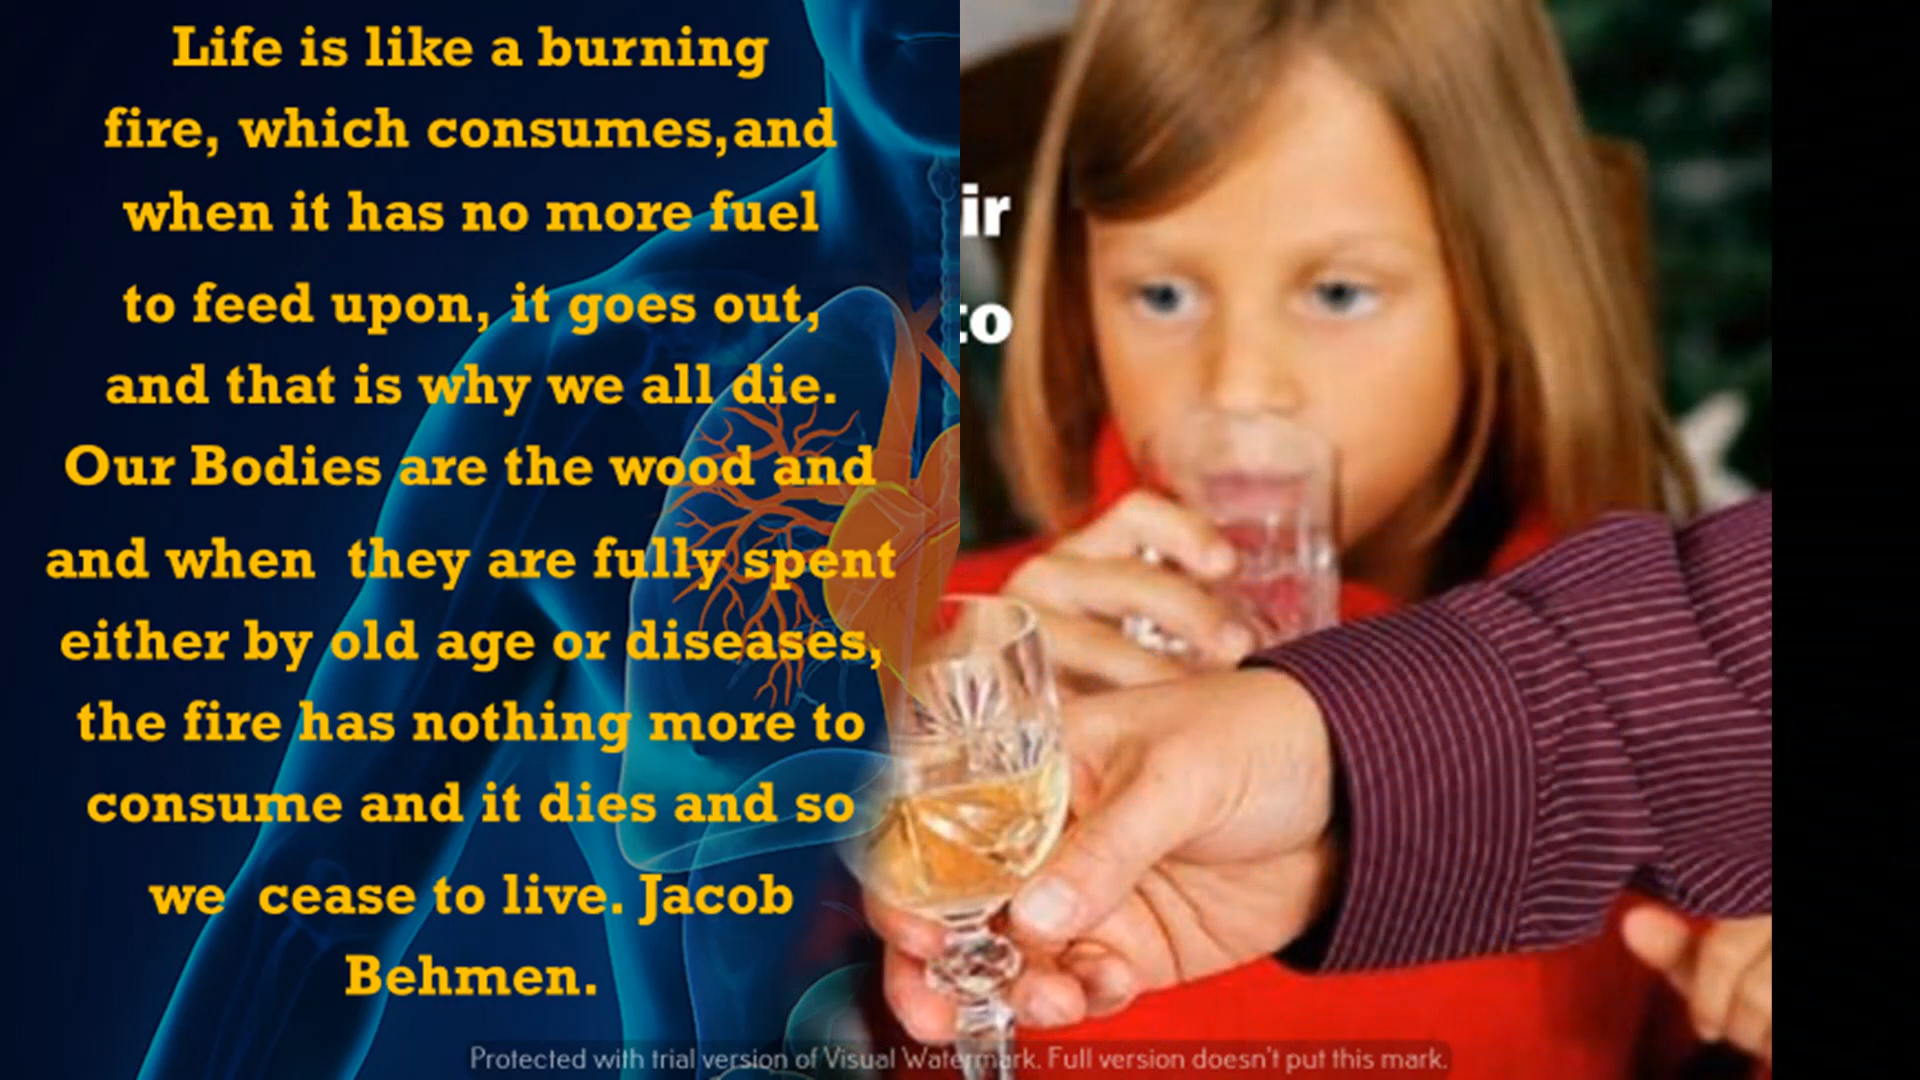 Life is like a burning
fire, which consumes,and
when it has no more fuel
to feed upon, it goes out,
and that is why we all die.
Our Bodies are the wood and
and when they are fully spent
either by old age or diseases,
the fire has nothing more to
consume and it dies and so
we cease to live. Jacob
Behmen.
ir
to
Protected with trial version of Visual Watermark. Full version doesn't put this mark.